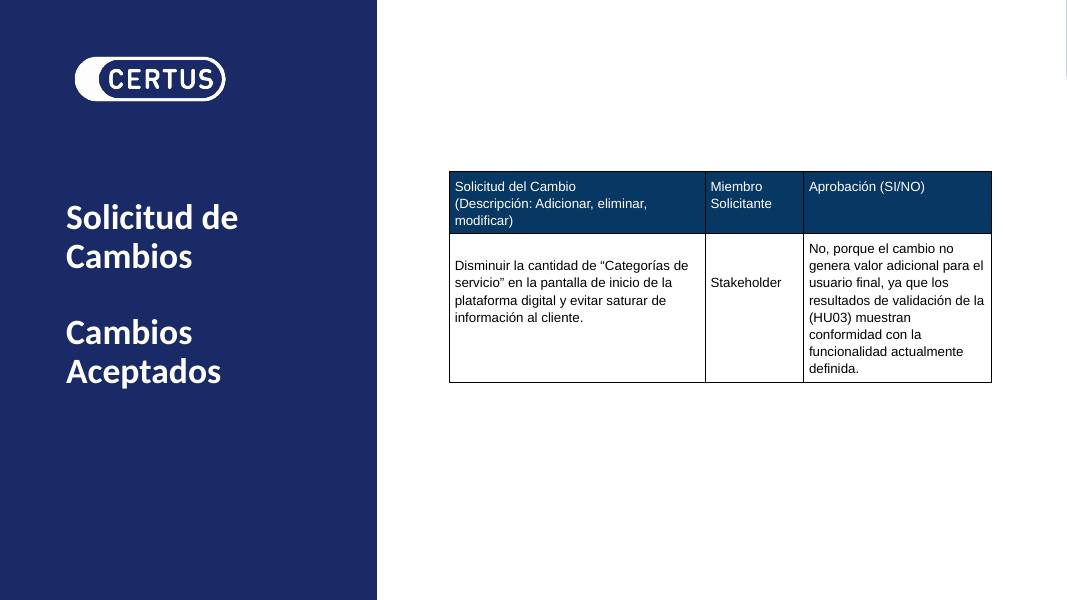 CERTUS
Solicitud de
Cambios
Cambios
Aceptados
Solicitud del Cambio
(Descripción: Adicionar, eliminar,
modificar)
Miembro
Solicitante
Aprobación (SI/NO)
Disminuir la cantidad de “Categorías de
servicio” en la pantalla de inicio de la
plataforma digital y evitar saturar de
información al cliente.
Stakeholder
No, porque el cambio no
genera valor adicional para el
usuario final, ya que los
resultados de validación de la
(HU03) muestran
conformidad con la
funcionalidad actualmente
definida.